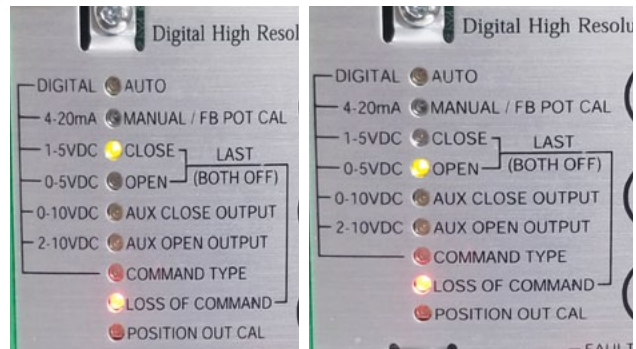 Digital High Resol
DIGITAL AUTO
4-20mA MANUAL / FB POT CAL
1-5VDC CLOSE LAST
0-5VDC OPEN (BOTH OFF)
0-10VDC AUX CLOSE OUTPUT
2-10VDC AUX OPEN OUTPUT
COMMAND TYPE
LOSS OF COMMAND
POSITION OUT CAL
Digital High Resolu
DIGITAL AUTO
4-20mA MANUAL / FB POT CAL
1-5VDC CLOSE LAST
0-5VDC OPEN (BOTH OFF)
0-10VDC AUX CLOSE OUTPUT
2-10VDC AUX OPEN OUTPUT
COMMAND TYPE
LOSS OF COMMAND
POSITION OUT CAL
FAULT